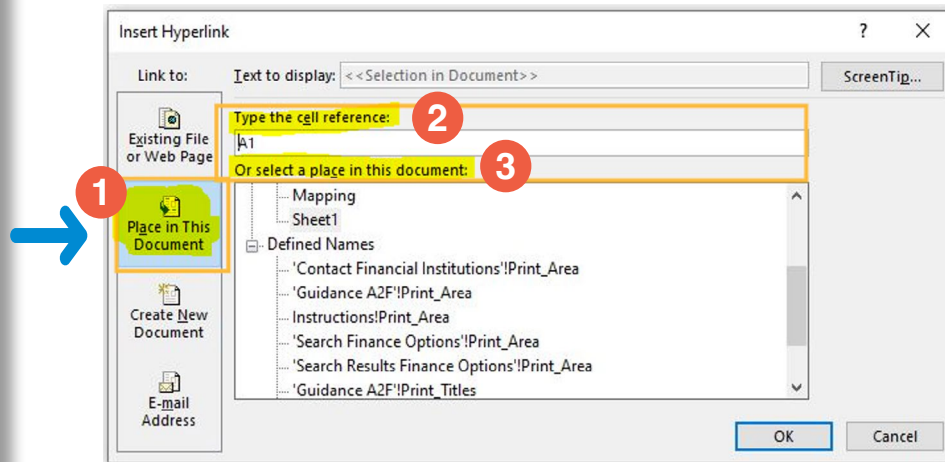 Insert Hyperlink
?
Link to:
Text to display:
<<Selection in Document>>
ScreenTip...
Existing File
or Web Page
Type the cell reference:
2
A1
Or select a place in this document:
3
1
Place in This
Document
Mapping
Sheet1
Defined Names
'Contact Financial Institutions'!Print_Area
'Guidance A2F'!Print_Area
Instructions!Print_Area
'Search Finance Options'!Print_Area
'Search Results Finance Options'!Print_Area
'Guidance A2F'!Print_Titles
Create New
Document
E-mail
Address
OK
Cancel